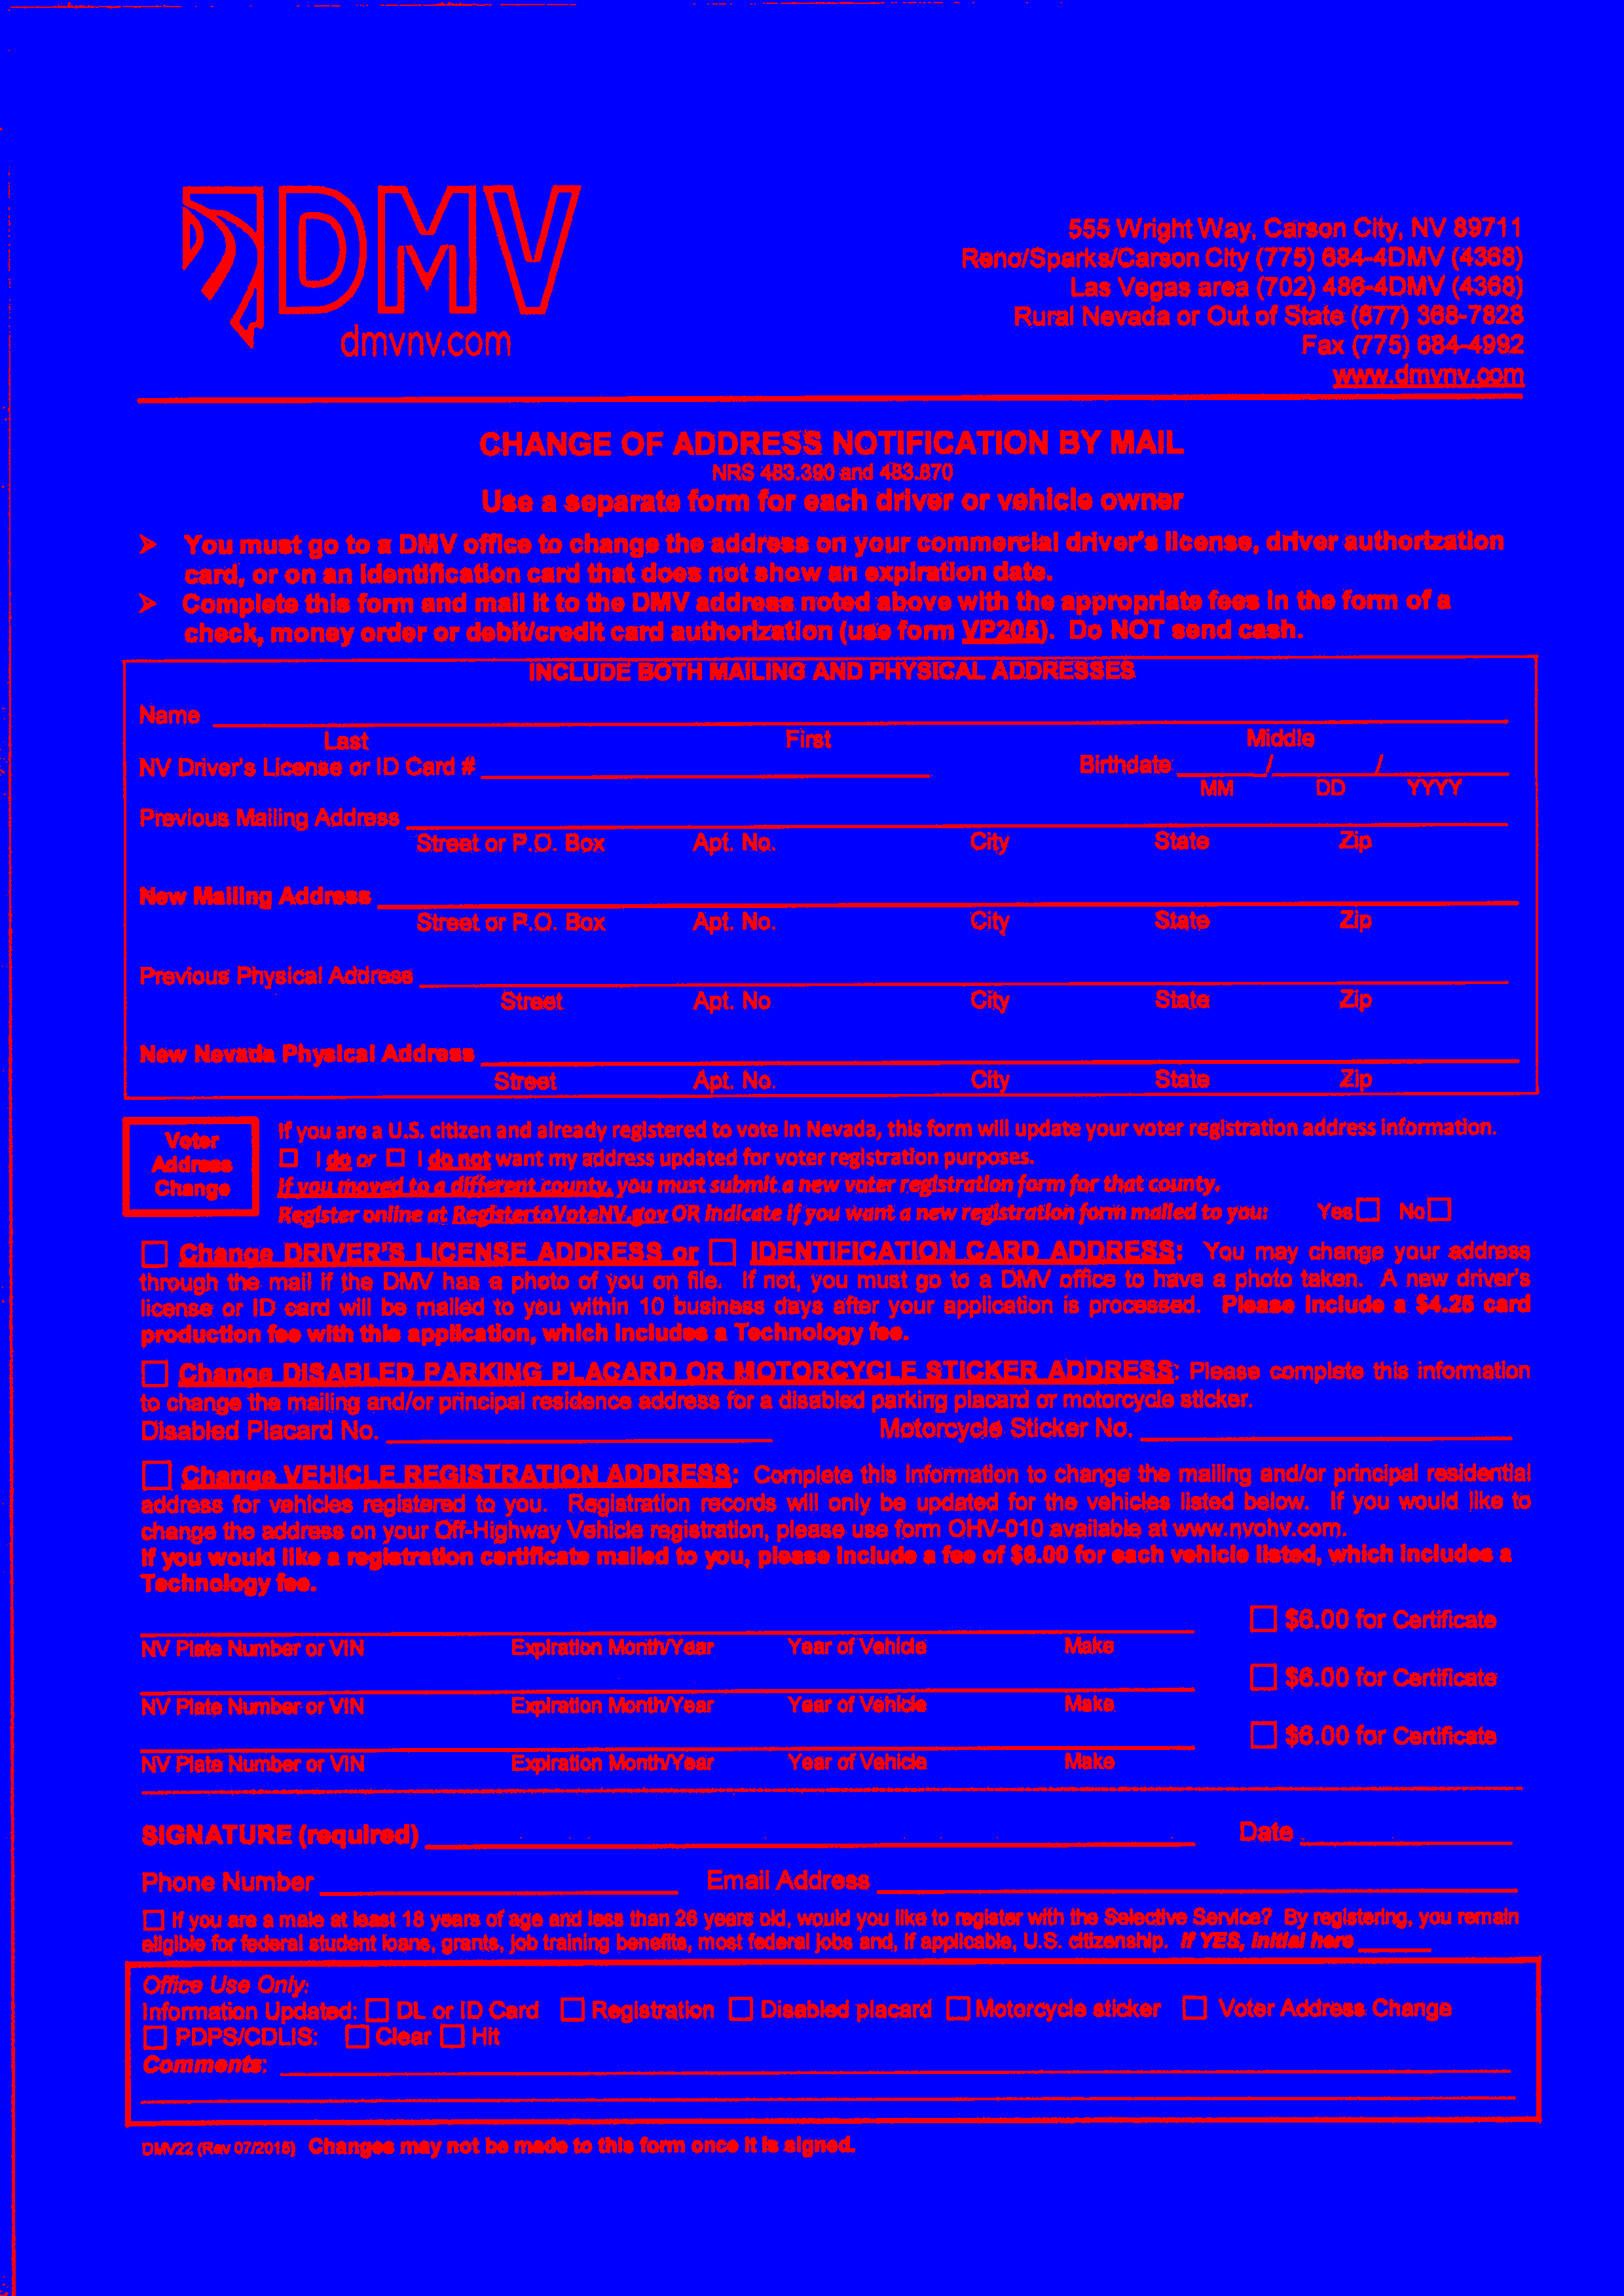 DMV
dmvnv.com
555 Wright Way, Carson City, NV 89711
Reno/Sparks/Carson City (775) 684-4DMV (4368)
Las Vegas area (702) 486-4DMV (4368)
Rural Nevada or Out of State (877) 368-7828
Fax (775) 684-4992
www.dmvnv.com
CHANGE OF ADDRESS NOTIFICATION BY MAIL
NRS 483.390 and 483.870
Use a separate form for each driver or vehicle owner
➢ You must go to a DMV office to change the address on your commercial driver's license, driver authorization
card, or on an identification card that does not show an expiration date.
➢ Complete this form and mail it to the DMV address noted above with the appropriate fees in the form of a
check, money order or debit/credit card authorization (use form VP205). Do NOT send cash.
INCLUDE BOTH MAILING AND PHYSICAL ADDRESSES
Name
Last First Middle
NV Driver's License or ID Card # Birthdate / /
MM DD YYYY
Previous Mailing Address
Street or P.O. Box Apt. No. City State Zip
New Mailing Address
Street or P.O. Box Apt. No. City State Zip
Previous Physical Address
Street Apt. No City State Zip
New Nevada Physical Address
Street Apt. No. City State Zip
Voter
Address
Change
If you are a U.S. citizen and already registered to vote in Nevada, this form will update your voter registration address information.
☐ I do or ☐ I do not want my address updated for voter registration purposes.
If you moved to a different county, you must submit a new voter registration form for that county.
Register online at RegistertoVoteNV.gov OR indicate if you want a new registration form mailed to you: Yes☐ No☐
☐ Change DRIVER'S LICENSE ADDRESS or ☐ IDENTIFICATION CARD ADDRESS: You may change your address
through the mail if the DMV has a photo of you on file. If not, you must go to a DMV office to have a photo taken. A new driver's
license or ID card will be mailed to you within 10 business days after your application is processed. Please include a $4.25 card
production fee with this application, which includes a Technology fee.
☐ Change DISABLED PARKING PLACARD OR MOTORCYCLE STICKER ADDRESS: Please complete this information
to change the mailing and/or principal residence address for a disabled parking placard or motorcycle sticker.
Disabled Placard No. Motorcycle Sticker No.
☐ Change VEHICLE REGISTRATION ADDRESS: Complete this information to change the mailing and/or principal residential
address for vehicles registered to you. Registration records will only be updated for the vehicles listed below. If you would like to
change the address on your Off-Highway Vehicle registration, please use form OHV-010 available at www.nvohv.com.
If you would like a registration certificate mailed to you, please include a fee of $6.00 for each vehicle listed, which includes a
Technology fee.
☐ $6.00 for Certificate
NV Plate Number or VIN Expiration Month/Year Year of Vehicle Make
☐ $6.00 for Certificate
NV Plate Number or VIN Expiration Month/Year Year of Vehicle Make
☐ $6.00 for Certificate
NV Plate Number or VIN Expiration Month/Year Year of Vehicle Make
SIGNATURE (required) Date
Phone Number Email Address
☐ If you are a male at least 18 years of age and less than 26 years old, would you like to register with the Selective Service? By registering, you remain
eligible for federal student loans, grants, job training benefits, most federal jobs and, if applicable, U.S. citizenship. If YES, initial here
Office Use Only:
Information Updated: ☐ DL or ID Card ☐ Registration ☐ Disabled placard ☐ Motorcycle sticker ☐ Voter Address Change
☐ PDPS/CDLIS: ☐ Clear ☐ Hit
Comments:
DMV22 (Rev 07/2015) Changes may not be made to this form once it is signed.